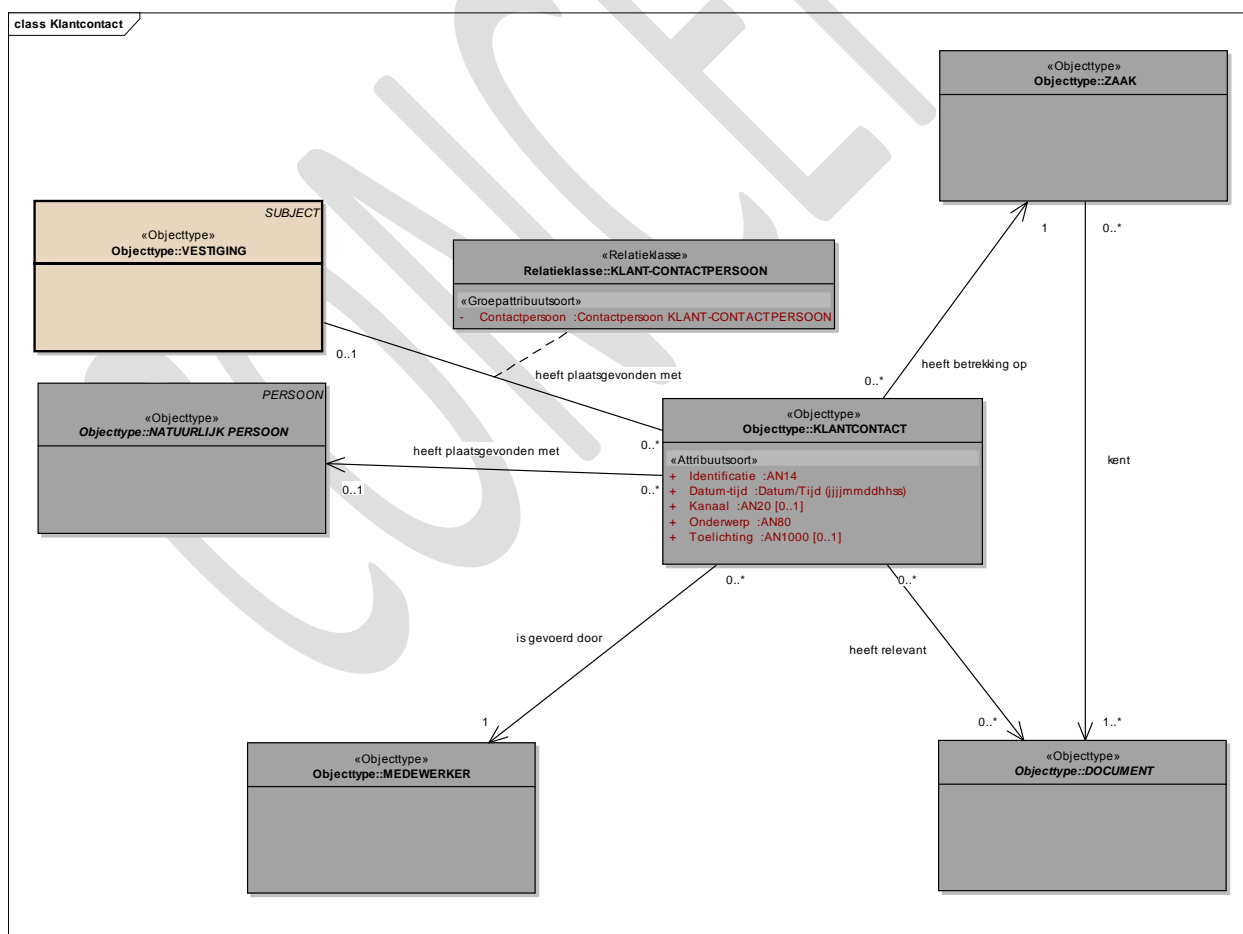 class Klantcontact
«Objecttype»
Objecttype::ZAAK
SUBJECT
«Objecttype»
Objecttype::VESTIGING
«Relatieklasse»
Relatieklasse::KLANT-CONTACTPERSOON
«Groepattribuutsoort»
- Contactpersoon :Contactpersoon KLANT-CONTACTPERSOON
1
0..*
0..1
heeft betrekking op
heeft plaatsgevonden met
0..*
PERSOON
«Objecttype»
Objecttype::NATUURLIJK PERSOON
«Objecttype»
Objecttype::KLANTCONTACT
«Attribuutsoort»
+ Identificatie :AN14
+ Datum-tijd :Datum/Tijd (jjjjmmddhhss)
+ Kanaal :AN20 [0..1]
+ Onderwerp :AN80
+ Toelichting :AN1000 [0..1]
0..*
heeft plaatsgevonden met
kent
0..1
0..*
0..*
0..*
is gevoerd door
heeft relevant
1
0..*
1..*
«Objecttype»
Objecttype::MEDEWERKER
«Objecttype»
Objecttype::DOCUMENT